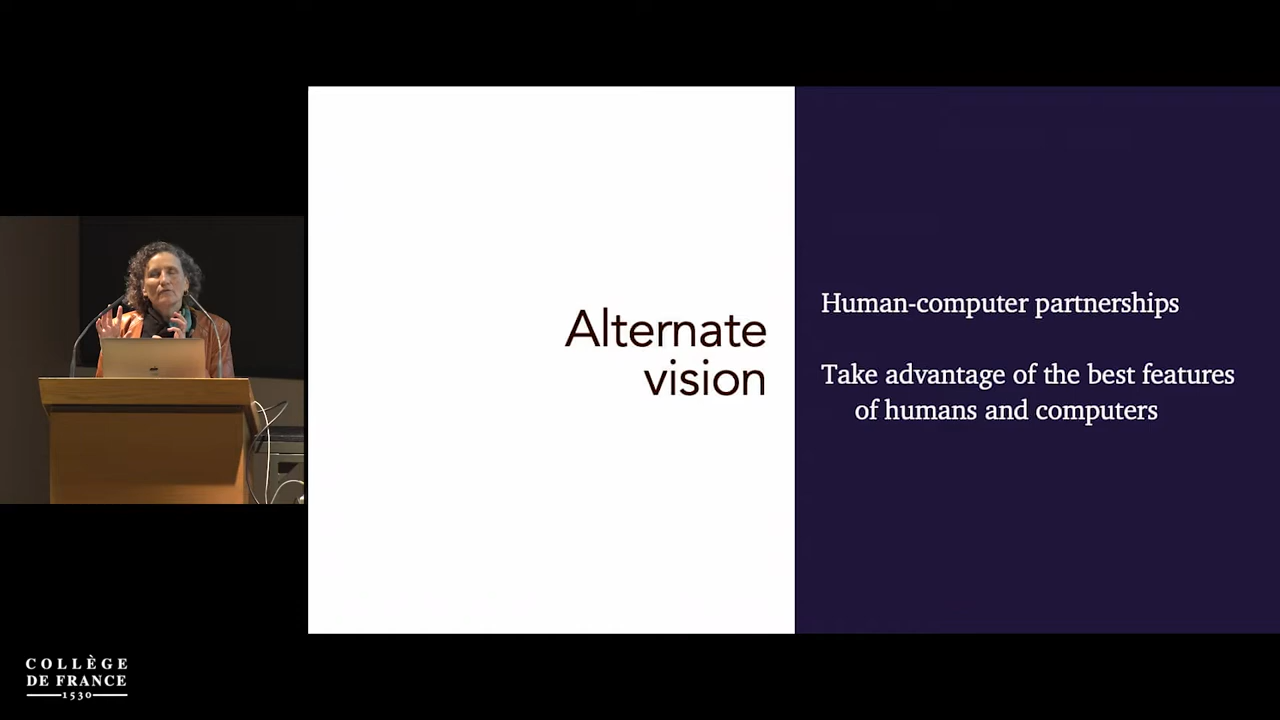 Alternate
vision
Human-computer partnerships
Take advantage of the best features
of humans and computers
COLLÈGE
DE FRANCE
1530